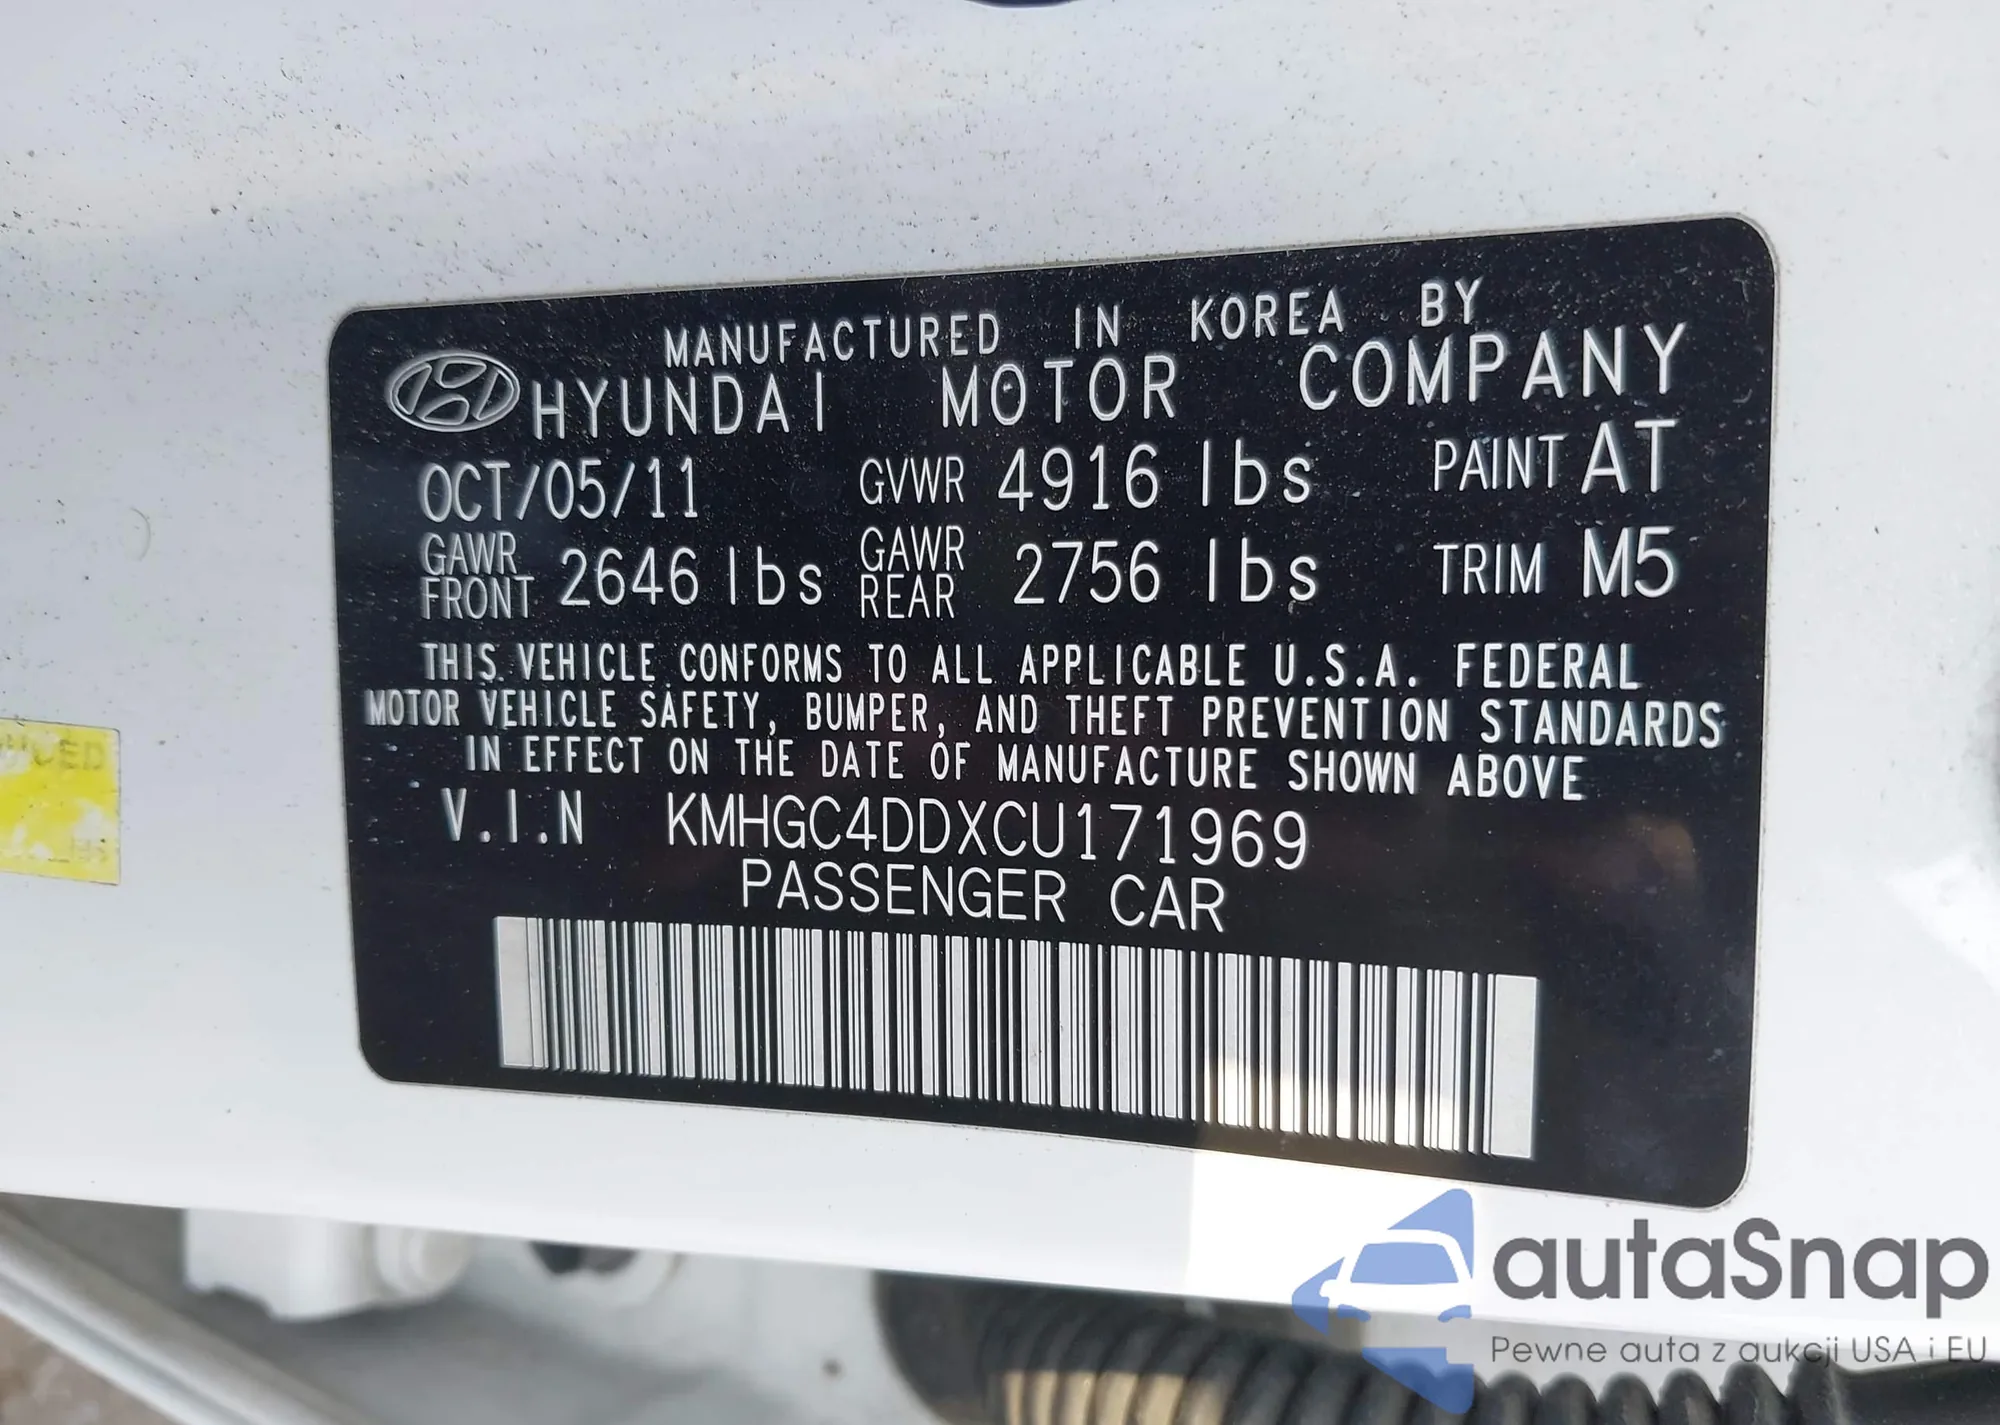 MANUFACTURED IN KOREA BY
HYUNDAI MOTOR COMPANY
OCT/05/11 GVWR 4916 lbs PAINT AT
GAWR FRONT 2646 lbs GAWR REAR 2756 lbs TRIM M5
THIS VEHICLE CONFORMS TO ALL APPLICABLE U.S.A. FEDERAL
MOTOR VEHICLE SAFETY, BUMPER, AND THEFT PREVENTION STANDARDS
IN EFFECT ON THE DATE OF MANUFACTURE SHOWN ABOVE
V.I.N KMHGC4DDXCU171969
PASSENGER CAR
autaSnap
Pewne auta z aukcji USA i EU